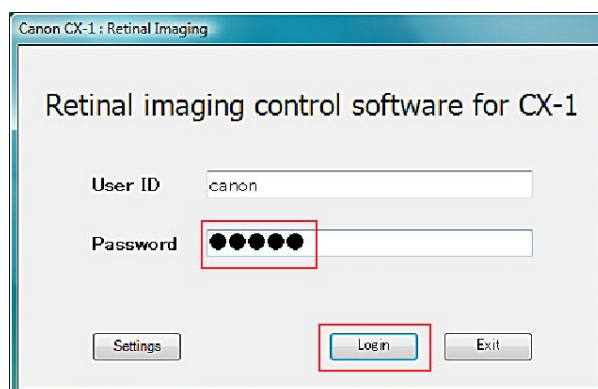 Canon CX-1 : Retinal Imaging
Retinal imaging control software for CX-1
User ID canon
Password ●●●●●
Settings Login Exit